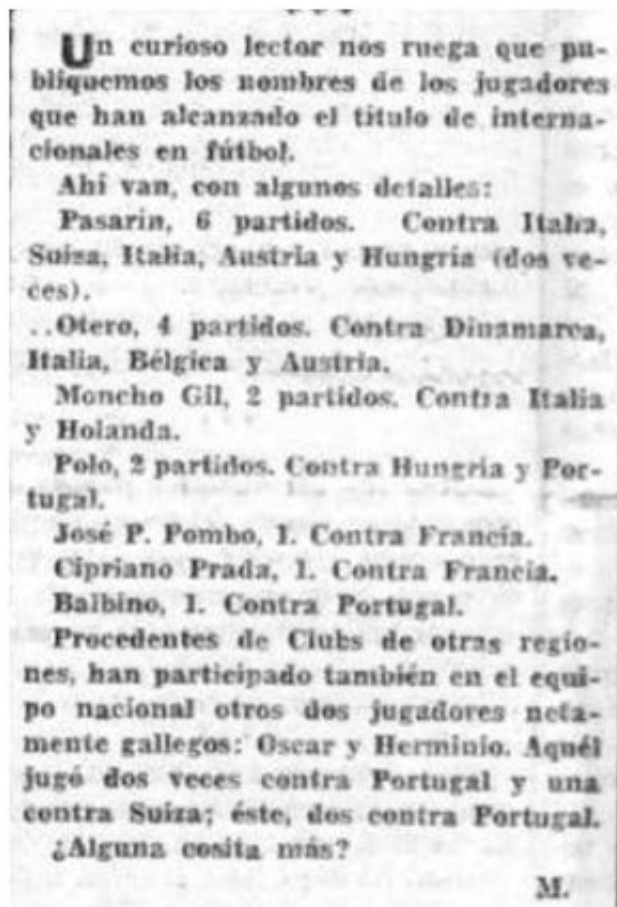 Un curioso lector nos ruega que pu-
bliquemos los nombres de los jugadores
que han alcanzado el titulo de interna-
cionales en fútbol.
Ahi van, con algunos detalles:
Pasarin, 6 partidos. Contra Italia,
Suiza, Italia, Austria y Hungria (dos ve-
ces).
..Otero, 4 partidos. Contra Dinamarca,
Italia, Bélgica y Austria.
Moncho Gil, 2 partidos. Contra Italia
y Holanda.
Polo, 2 partidos. Contra Hungria y Por-
tugal.
José P. Pombo, 1. Contra Francia.
Cipriano Prada, 1. Contra Francia.
Balbino, 1. Contra Portugal.
Procedentes de Clubs de otras regio-
nes, han participado también en el equi-
po nacional otros dos jugadores neta-
mente gallegos: Oscar y Herminio. Aquél
jugó dos veces contra Portugal y una
contra Suiza; éste, dos contra Portugal.
¿Alguna cosita más?
M.